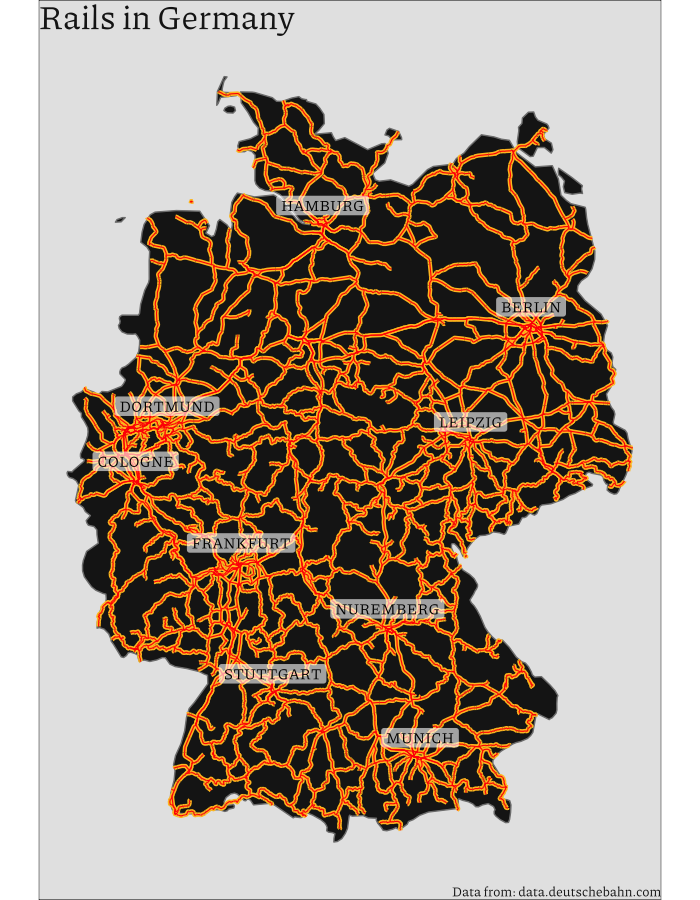 Rails in Germany
HAMBURG
BERLIN
DORTMUND
LEIPZIG
COLOGNE
FRANKFURT
NUREMBERG
STUTTGART
MUNICH
Data from: data.deutschebahn.com